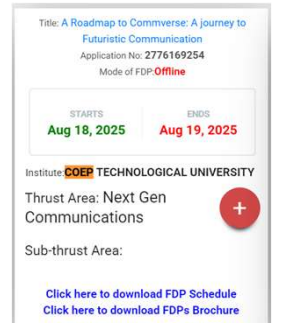 Title: A Roadmap to Commverse: A journey to
Futuristic Communication
Application No: 2776169254
Mode of FDP:Offline
STARTS
Aug 18, 2025
ENDS
Aug 19, 2025
Institute:COEP TECHNOLOGICAL UNIVERSITY
Thrust Area: Next Gen
Communications
+
Sub-thrust Area:
Click here to download FDP Schedule
Click here to download FDPs Brochure